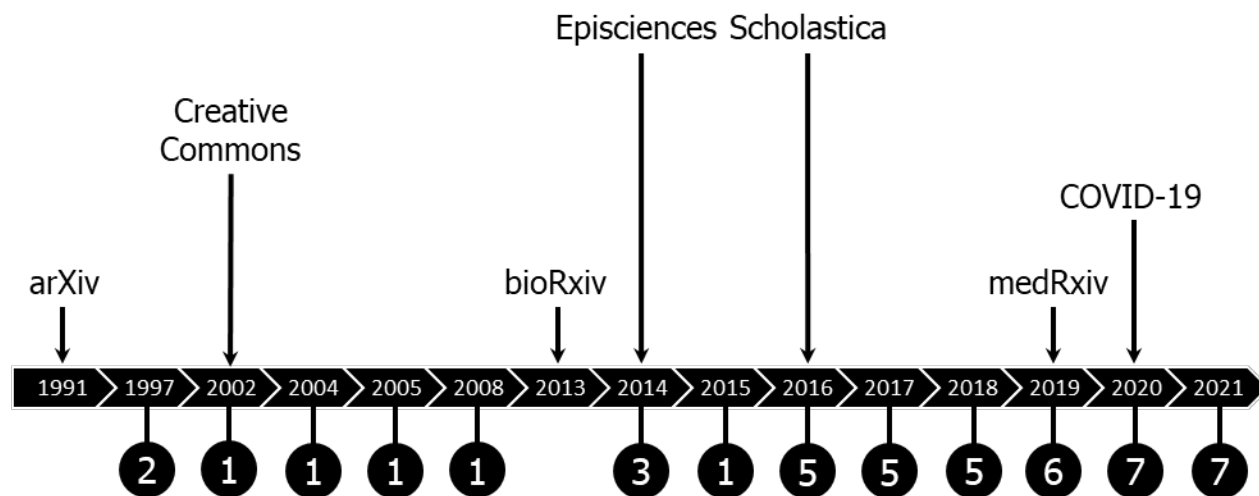 Episciences Scholastica
Creative
Commons
COVID-19
arXiv
bioRxiv
medRxiv
1991 1997 2002 2004 2005 2008 2013 2014 2015 2016 2017 2018 2019 2020 2021
2 1 1 1 1 3 1 5 5 5 6 7 7